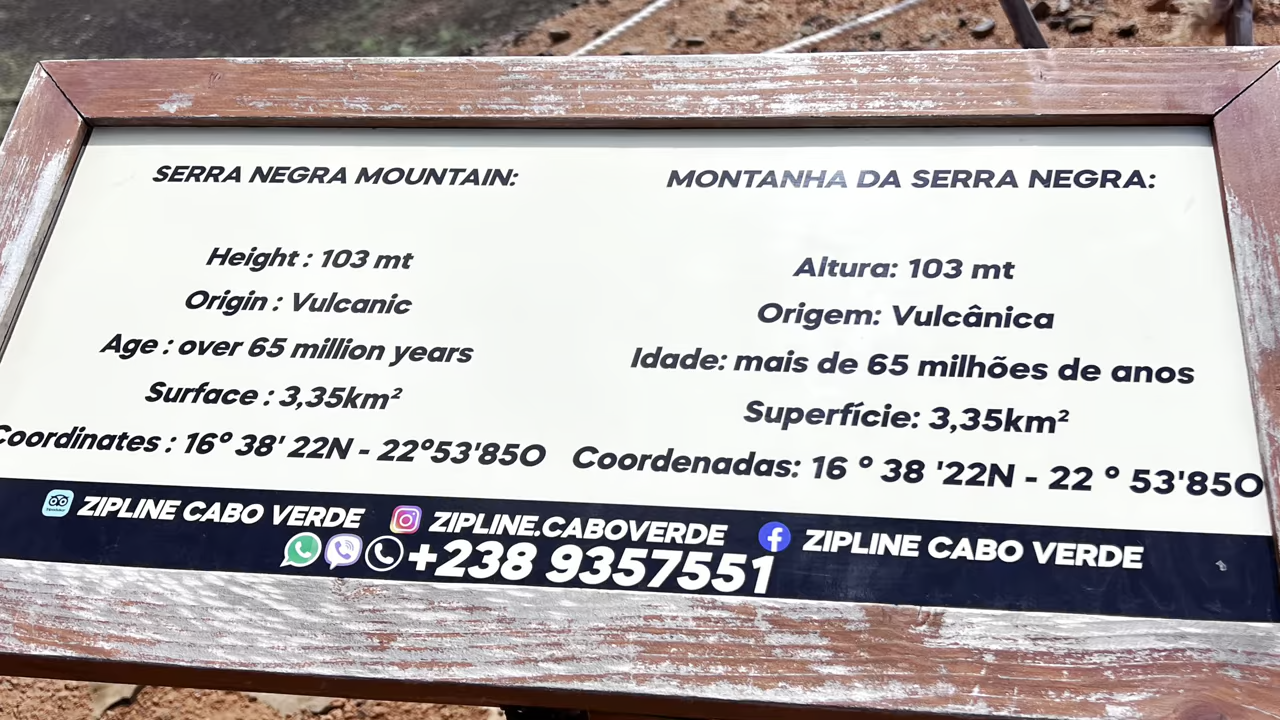 SERRA NEGRA MOUNTAIN:
Height : 103 mt
Origin : Vulcanic
Age : over 65 million years
Surface : 3,35km²
Coordinates : 16° 38' 22N - 22°53'85O
MONTANHA DA SERRA NEGRA:
Altura: 103 mt
Origem: Vulcânica
Idade: mais de 65 milhões de anos
Superfície: 3,35km²
Coordenadas: 16 ° 38 '22N - 22 ° 53'85O
ZIPLINE CABO VERDE ZIPLINE.CABOVERDE ZIPLINE CABO VERDE
+238 9357551